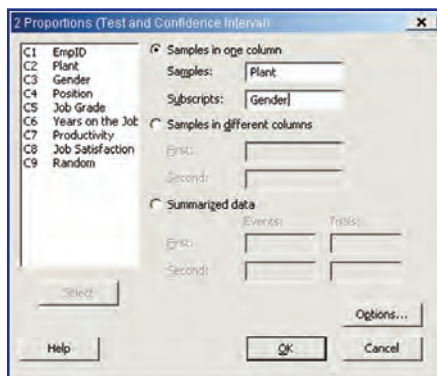 2 Proportions (Test and Confidence Interval)
C1 EmpID
C2 Plant
C3 Gender
C4 Position
C5 Job Grade
C6 Years on the Job
C7 Productivity
C8 Job Satisfaction
C9 Random
Samples in one column
Samples: Plant
Subscripts: Gender
Samples in different columns
First:
Second:
Summarized data
Events: Trials:
First:
Second:
Select
Options...
Help OK Cancel